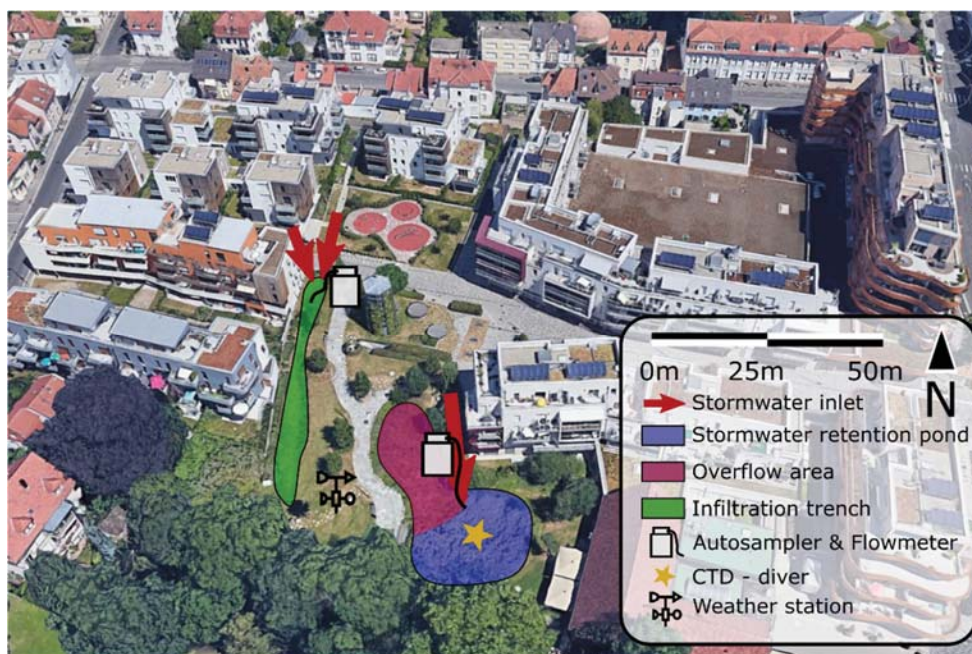 0m 25m 50m
N
Stormwater inlet
Stormwater retention pond
Overflow area
Infiltration trench
Autosampler & Flowmeter
CTD - diver
Weather station